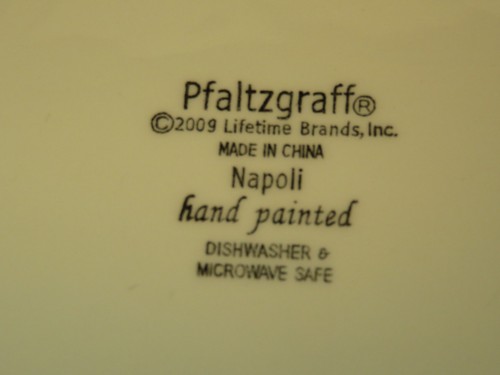 Pfaltzgraff®
©2009 Lifetime Brands, Inc.
MADE IN CHINA
Napoli
hand painted
DISHWASHER &
MICROWAVE SAFE